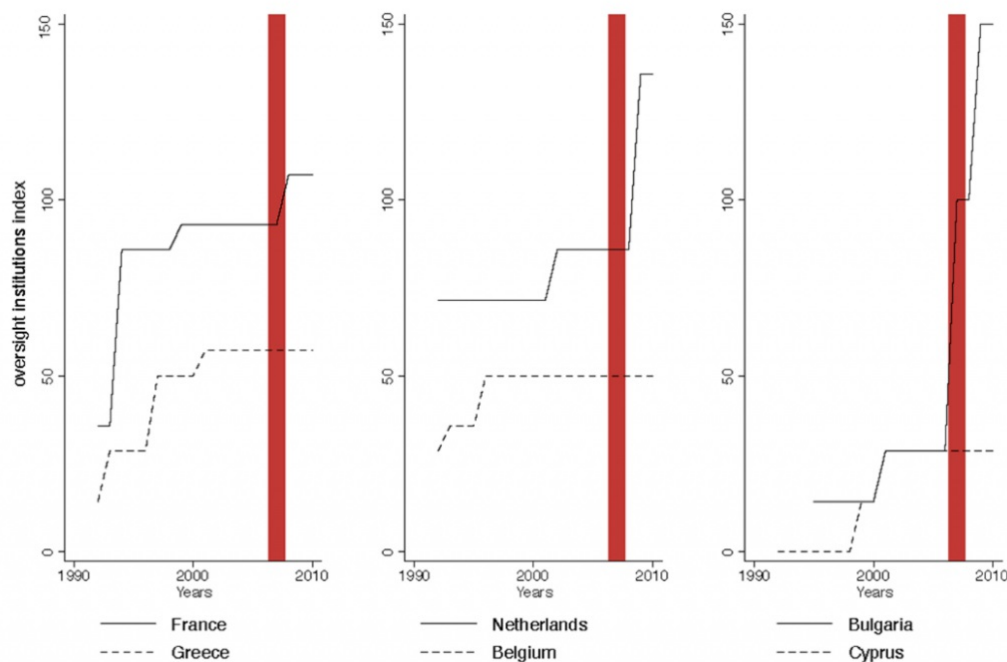 oversight institutions index
150
100
50
0
1990
2000
2010
Years
France
Greece
150
100
50
0
1990
2000
2010
Years
Netherlands
Belgium
150
100
50
0
1990
2000
2010
Years
Bulgaria
Cyprus